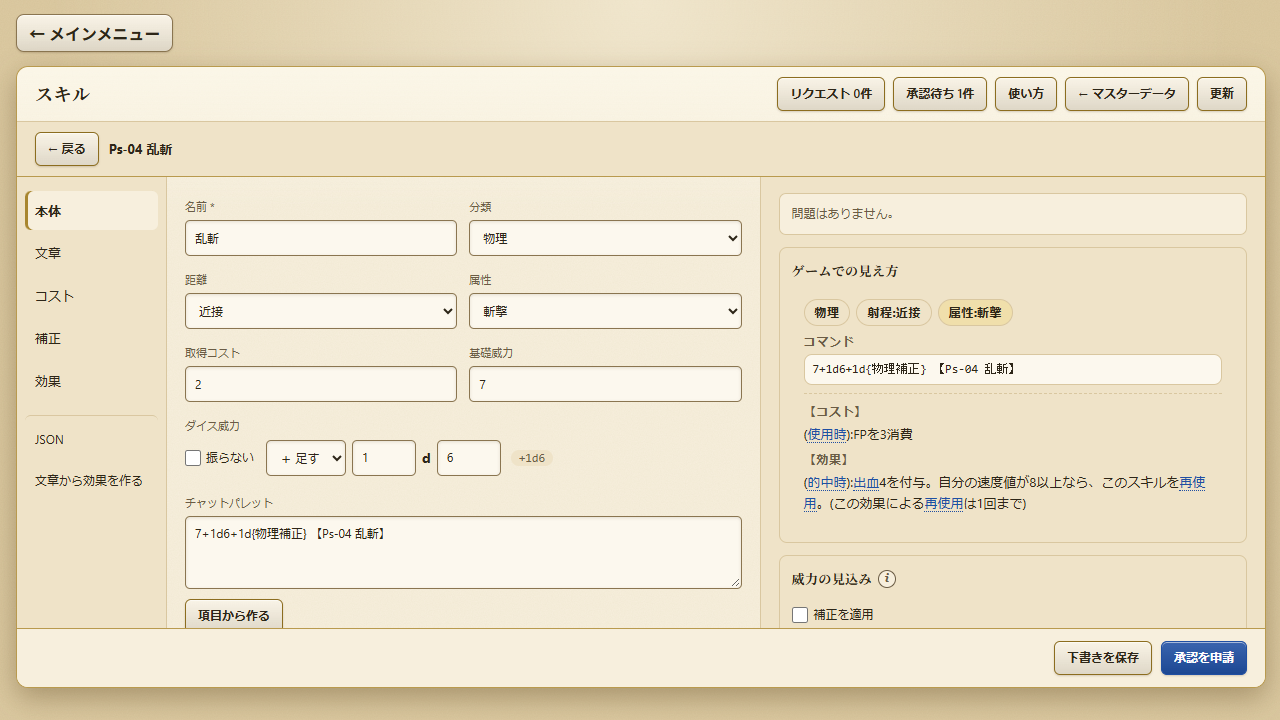 ← メインメニュー
スキル
リクエスト 0件
承認待ち 1件
使い方
← マスターデータ
更新
← 戻る
Ps-04 乱斬
本体
文章
コスト
補正
効果
JSON
文章から効果を作る
名前 *
分類
乱斬
物理
距離
属性
近接
斬撃
取得コスト
基礎威力
2
7
ダイス威力
振らない
+ 足す
1
d
6
+1d6
チャットパレット
7+1d6+1d{物理補正} 【Ps-04 乱斬】
項目から作る
問題はありません。
ゲームでの見え方
物理
射程:近接
属性:斬撃
コマンド
7+1d6+1d{物理補正} 【Ps-04 乱斬】
【コスト】
(使用時):FPを3消費
【効果】
(的中時):出血4を付与。自分の速度値が8以上なら、このスキルを再使
用。(この効果による再使用は1回まで)
威力の見込み i
補正を適用
下書きを保存
承認を申請